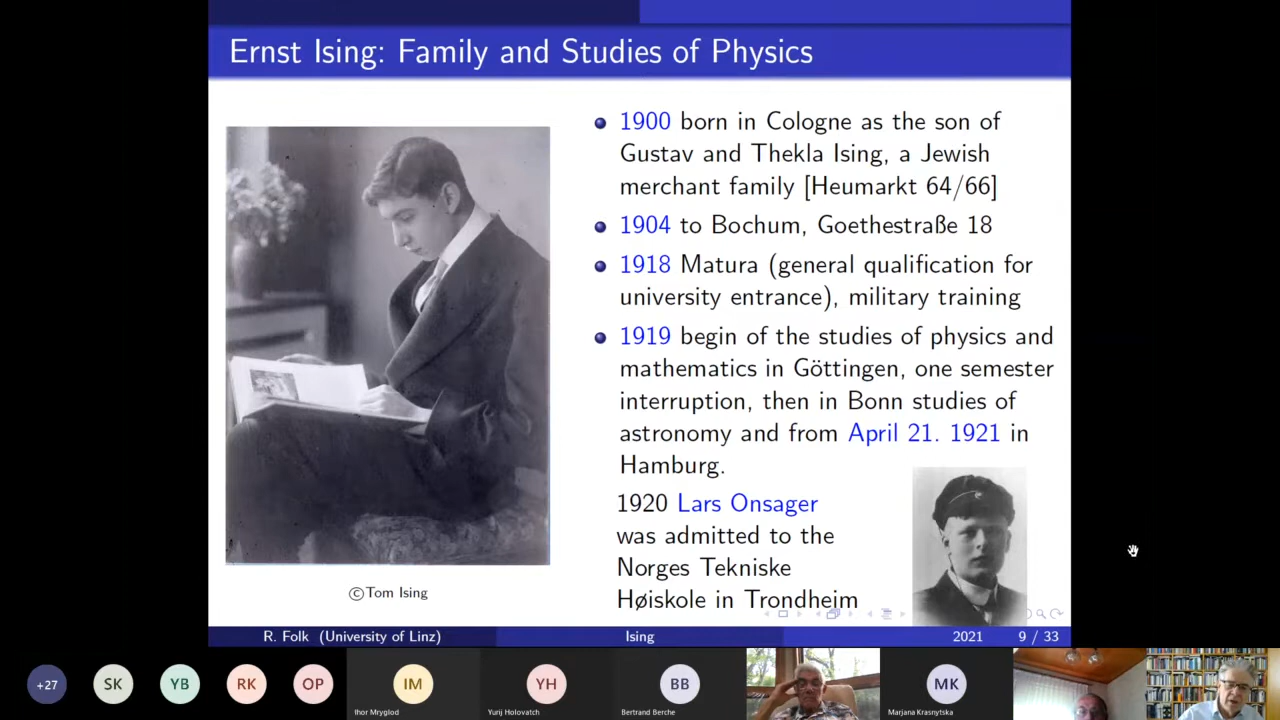 Ernst Ising: Family and Studies of Physics
1900 born in Cologne as the son of
Gustav and Thekla Ising, a Jewish
merchant family [Heumarkt 64/66]
1904 to Bochum, Goethestraße 18
1918 Matura (general qualification for
university entrance), military training
1919 begin of the studies of physics and
mathematics in Göttingen, one semester
interruption, then in Bonn studies of
astronomy and from April 21. 1921 in
Hamburg.
1920 Lars Onsager
was admitted to the
Norges Tekniske
Høiskole in Trondheim
©Tom Ising
R. Folk (University of Linz)
Ising
2021
9 / 33
+27
SK
YB
RK
OP
IM
Ihor Mryglod
YH
Yurij Holovatch
BB
Bertrand Berche
MK
Marjana Krasnytska